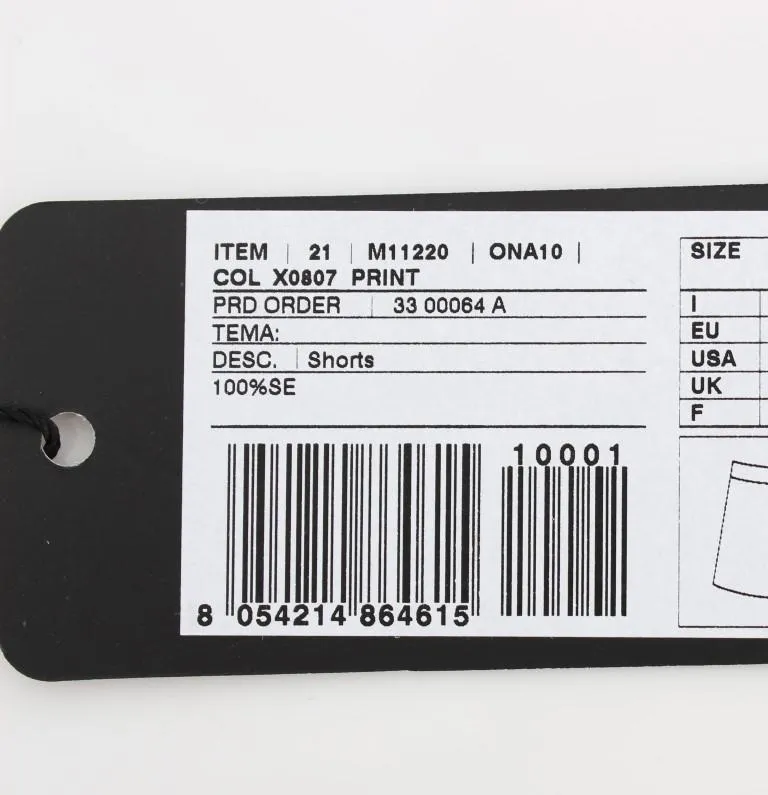 ITEM | 21 | M11220 | ONA10 |
COL X0807 PRINT
PRD ORDER | 33 00064 A
TEMA:
DESC. | Shorts
100%SE
10001
8 054214 864615
SIZE
I
EU
USA
UK
F